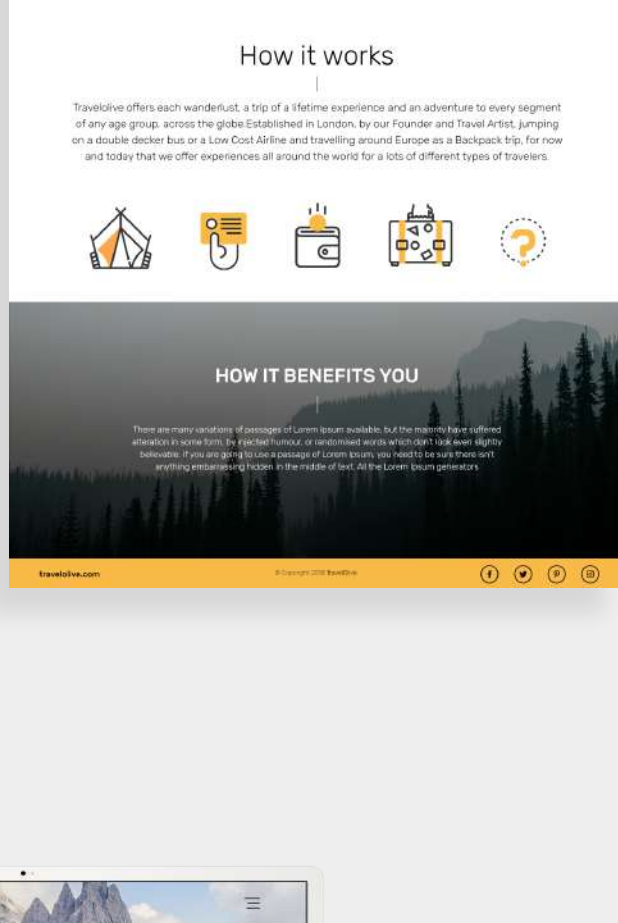 How it works
Travelolive offers each wanderlust, a trip of a lifetime experience and an adventure to every segment
of any age group, across the globe.Established in London, by our Founder and Travel Artist, jumping
on a double decker bus or a Low Cost Airline and travelling around Europe as a Backpack trip, for now
and today that we offer experiences all around the world for a lots of different types of travelers.
?
HOW IT BENEFITS YOU
There are many variations of passages of Lorem Ipsum available, but the majority have suffered
alteration in some form, by injected humour, or randomised words which don't look even slightly
believable. If you are going to use a passage of Lorem Ipsum, you need to be sure there isn't
anything embarrassing hidden in the middle of text. All the Lorem Ipsum generators
travelolive.com
© Copyright 2018 TravelOlive